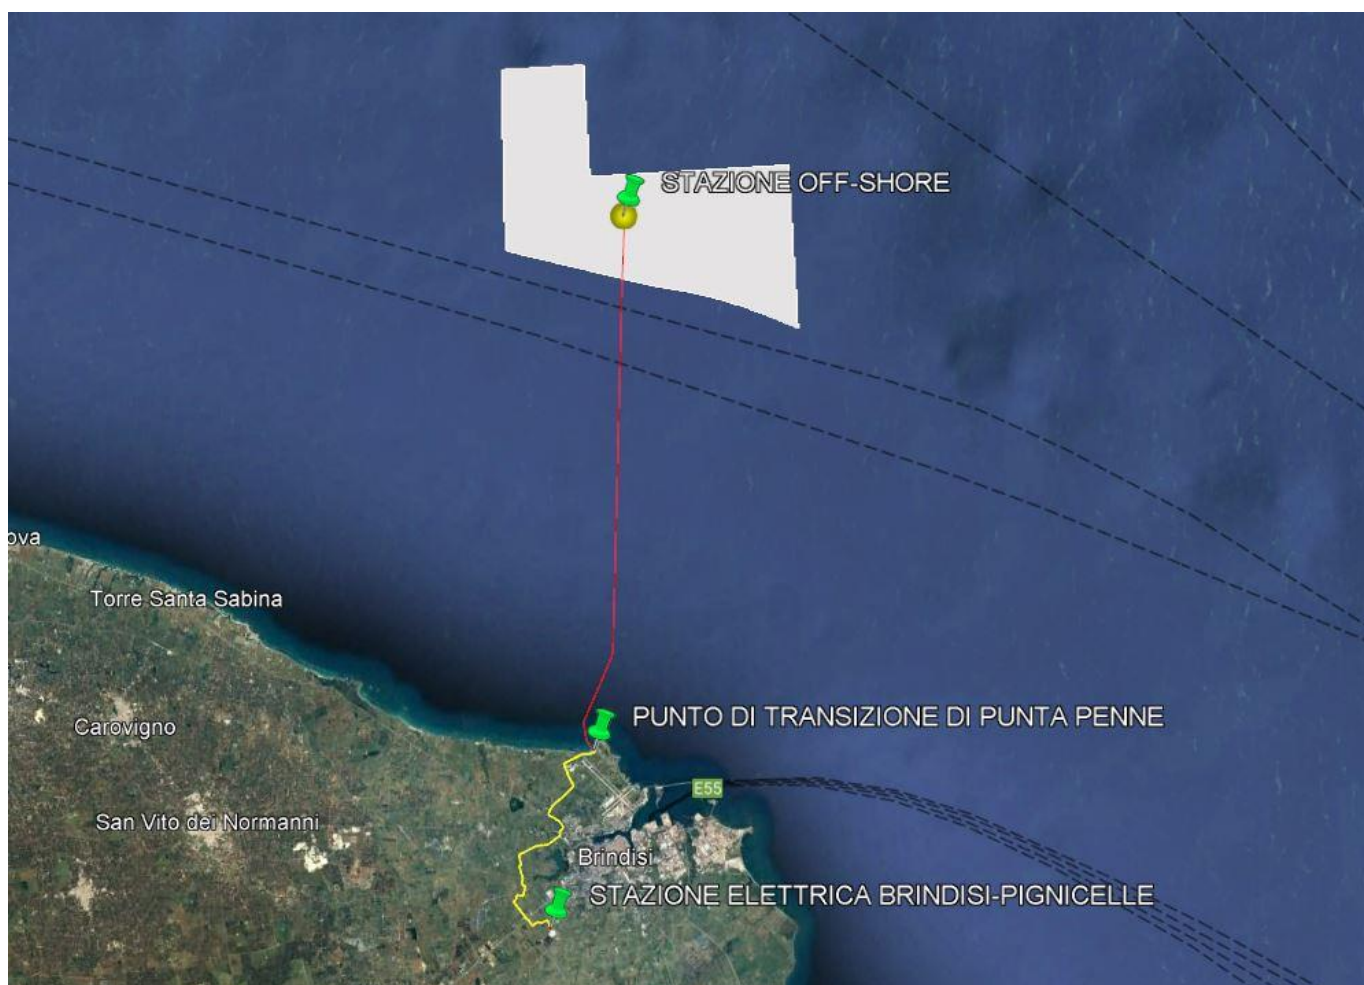 STAZIONE OFF-SHORE
ova
Torre Santa Sabina
PUNTO DI TRANSIZIONE DI PUNTA PENNE
Carovigno
E55
San Vito dei Normanni
Brindisi
STAZIONE ELETTRICA BRINDISI-PIGNICELLE